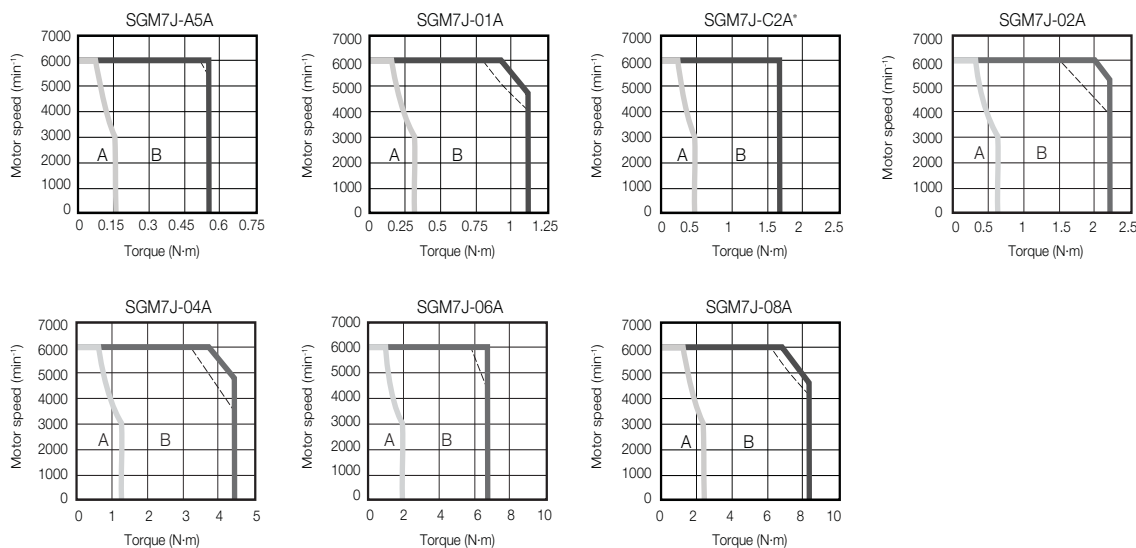 SGM7J-A5A
Motor speed (min⁻¹)
7000
6000
5000
4000
3000
2000
1000
0
A
B
0 0.15 0.3 0.45 0.6 0.75
Torque (N·m)
SGM7J-01A
Motor speed (min⁻¹)
7000
6000
5000
4000
3000
2000
1000
0
A
B
0 0.25 0.5 0.75 1 1.25
Torque (N·m)
SGM7J-C2A*
Motor speed (min⁻¹)
7000
6000
5000
4000
3000
2000
1000
0
A
B
0 0.5 1 1.5 2 2.5
Torque (N·m)
SGM7J-02A
Motor speed (min⁻¹)
7000
6000
5000
4000
3000
2000
1000
0
A
B
0 0.5 1 1.5 2 2.5
Torque (N·m)
SGM7J-04A
Motor speed (min⁻¹)
7000
6000
5000
4000
3000
2000
1000
0
A
B
0 1 2 3 4 5
Torque (N·m)
SGM7J-06A
Motor speed (min⁻¹)
7000
6000
5000
4000
3000
2000
1000
0
A
B
0 2 4 6 8 10
Torque (N·m)
SGM7J-08A
Motor speed (min⁻¹)
7000
6000
5000
4000
3000
2000
1000
0
A
B
0 2 4 6 8 10
Torque (N·m)